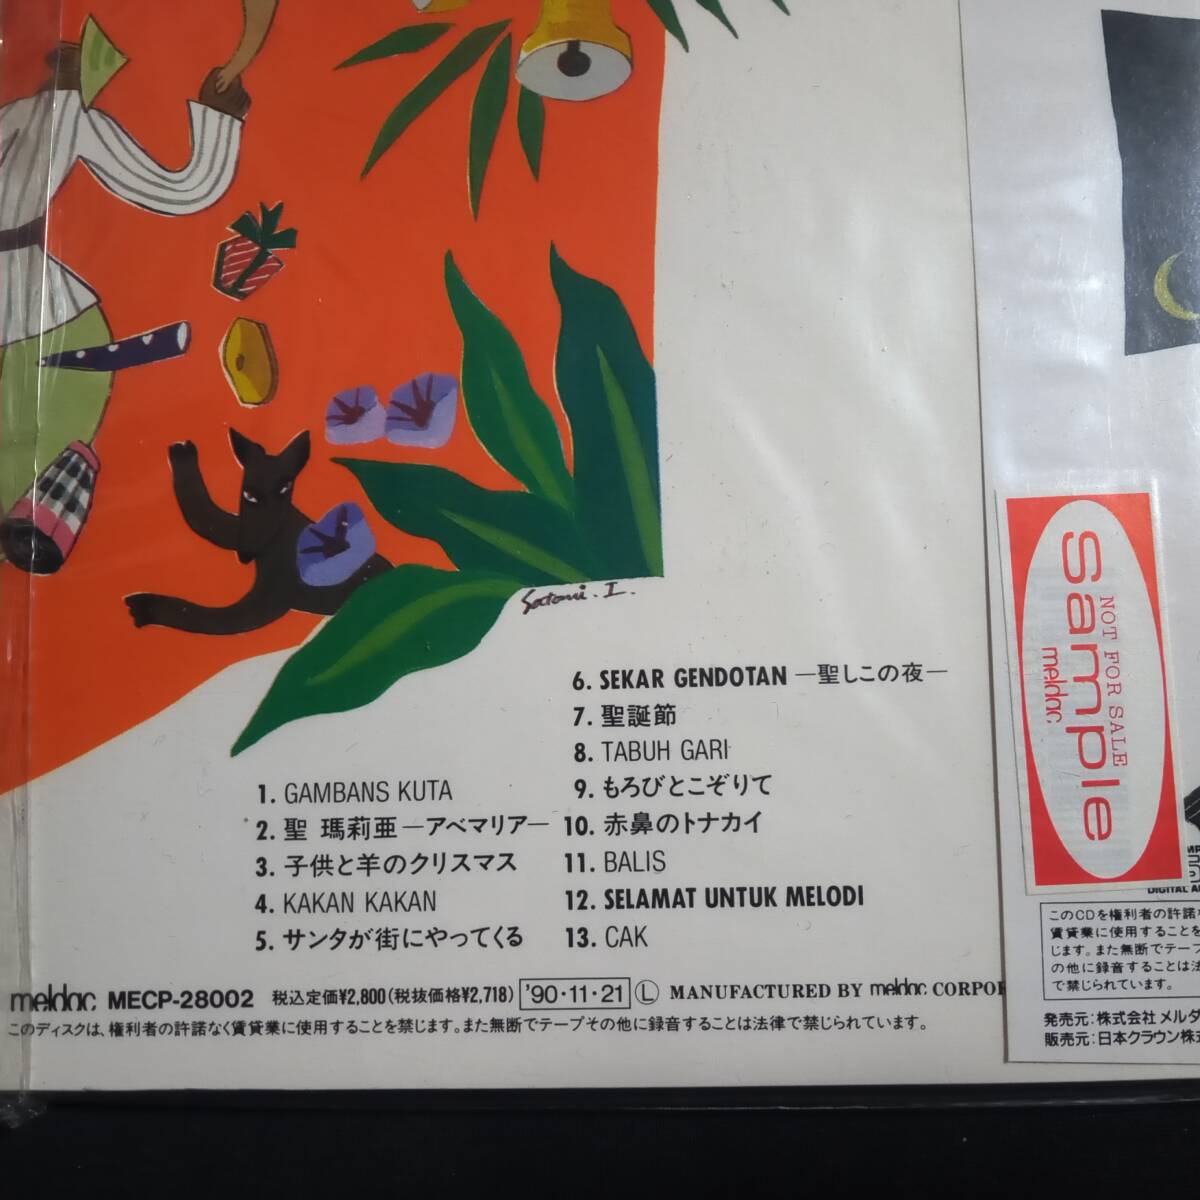 Satomi. I.
1. GAMBANS KUTA
2. 聖 瑪莉亜 ―アベマリア―
3. 子供と羊のクリスマス
4. KAKAN KAKAN
5. サンタが街にやってくる
6. SEKAR GENDOTAN ―聖しこの夜―
7. 聖誕節
8. TABUH GARI
9. もろびとこぞりて
10. 赤鼻のトナカイ
11. BALIS
12. SELAMAT UNTUK MELODI
13. CAK
meldac MECP-28002 税込定価¥2,800・(税抜価格¥2,718) '90・11・21 Ⓛ MANUFACTURED BY meldac CORPOR
このディスクは、権利者の許諾なく賃貸業に使用することを禁じます。また無断でテープその他に録音することは法律で禁じられています。
sample
NOT FOR SALE
meldac
DIGITAL A
このCDを権利者の許諾な
賃貸業に使用することを
じます。また無断でテープ
の他に録音することは法
で禁じられています。
発売元:株式会社メルダ
販売元:日本クラウン株式